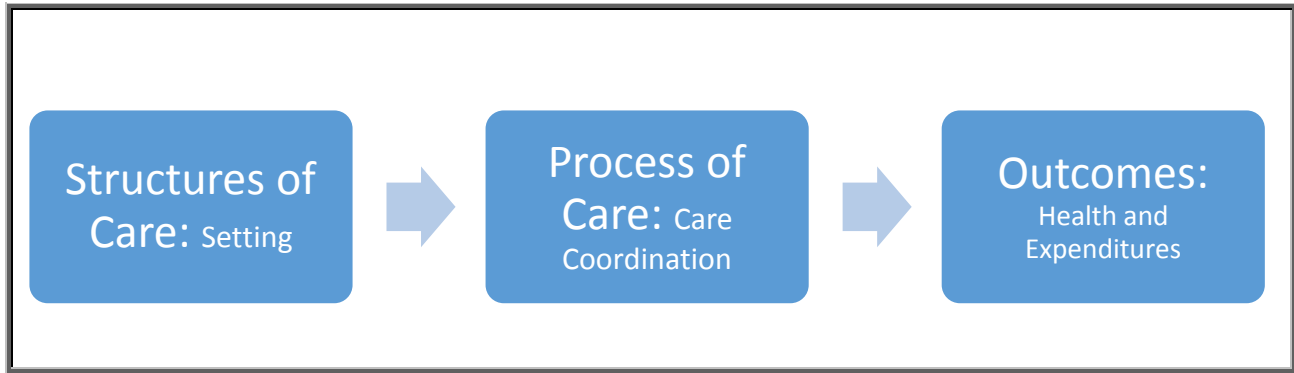 Structures of
Care: Setting
Process of
Care: Care
Coordination
Outcomes:
Health and
Expenditures